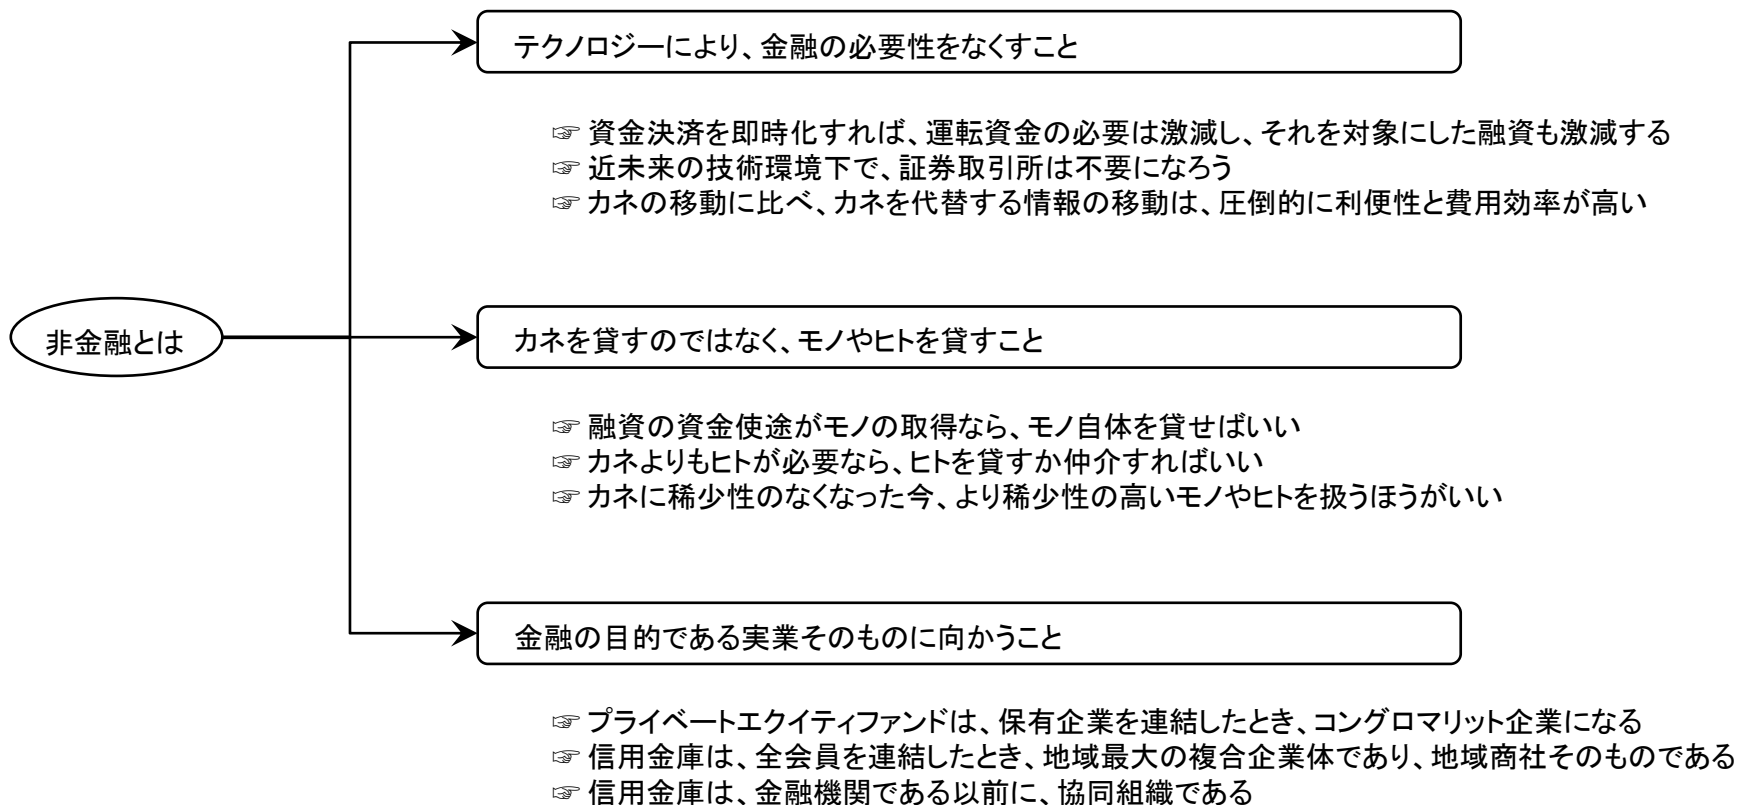 テクノロジーにより、金融の必要性をなくすこと
☞ 資金決済を即時化すれば、運転資金の必要は激減し、それを対象にした融資も激減する
☞ 近未来の技術環境下で、証券取引所は不要になろう
☞ カネの移動に比べ、カネを代替する情報の移動は、圧倒的に利便性と費用効率が高い
非金融とは
カネを貸すのではなく、モノやヒトを貸すこと
☞ 融資の資金使途がモノの取得なら、モノ自体を貸せばいい
☞ カネよりもヒトが必要なら、ヒトを貸すか仲介すればいい
☞ カネに稀少性のなくなった今、より稀少性の高いモノやヒトを扱うほうがいい
金融の目的である実業そのものに向かうこと
☞ プライベートエクイティファンドは、保有企業を連結したとき、コングロマリット企業になる
☞ 信用金庫は、全会員を連結したとき、地域最大の複合企業体であり、地域商社そのものである
☞ 信用金庫は、金融機関である以前に、協同組織である